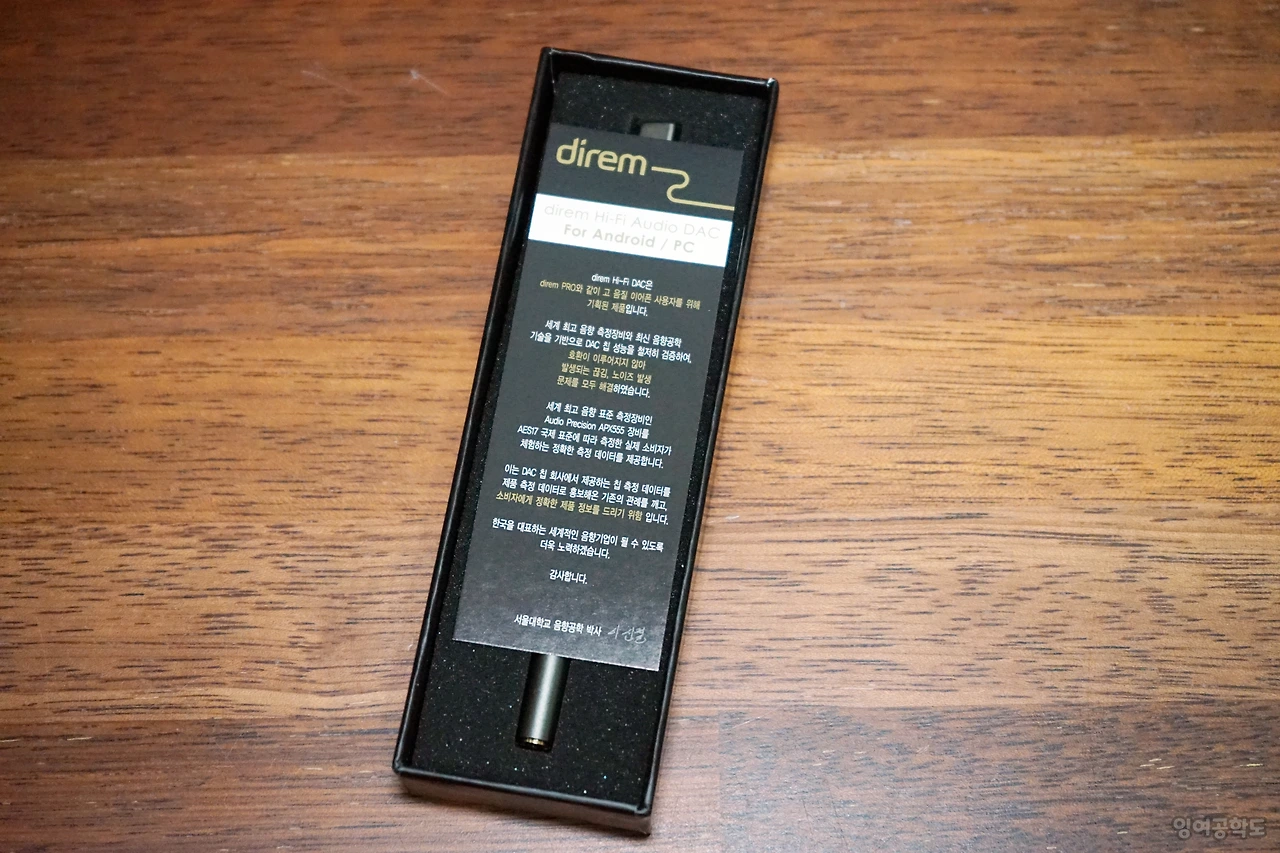 direm
direm Hi-Fi Audio DAC
For Android / PC
direm Hi-Fi DAC은
direm PRO와 같이 고 음질 이어폰 사용자를 위해
기획된 제품입니다.
세계 최고 음향 측정장비와 최신 음향공학
기술을 기반으로 DAC 칩 성능을 철저히 검증하여,
호환이 이루어지지 않아
발생되는 끊김, 노이즈 발생
문제를 모두 해결하였습니다.
세계 최고 음향 표준 측정장비인
Audio Precision APX555 장비를
AES17 국제 표준에 따라 측정한 실제 소비자가
체험하는 정확한 측정 데이터를 제공합니다.
이는 DAC 칩 회사에서 제공하는 칩 측정 데이터를
제품 측정 데이터로 홍보해온 기존의 관례를 깨고,
소비자에게 정확한 제품 정보를 드리기 위함 입니다.
한국을 대표하는 세계적인 음향기업이 될 수 있도록
더욱 노력하겠습니다.
감사합니다.
서울대학교 음향공학 박사
잉여공학도